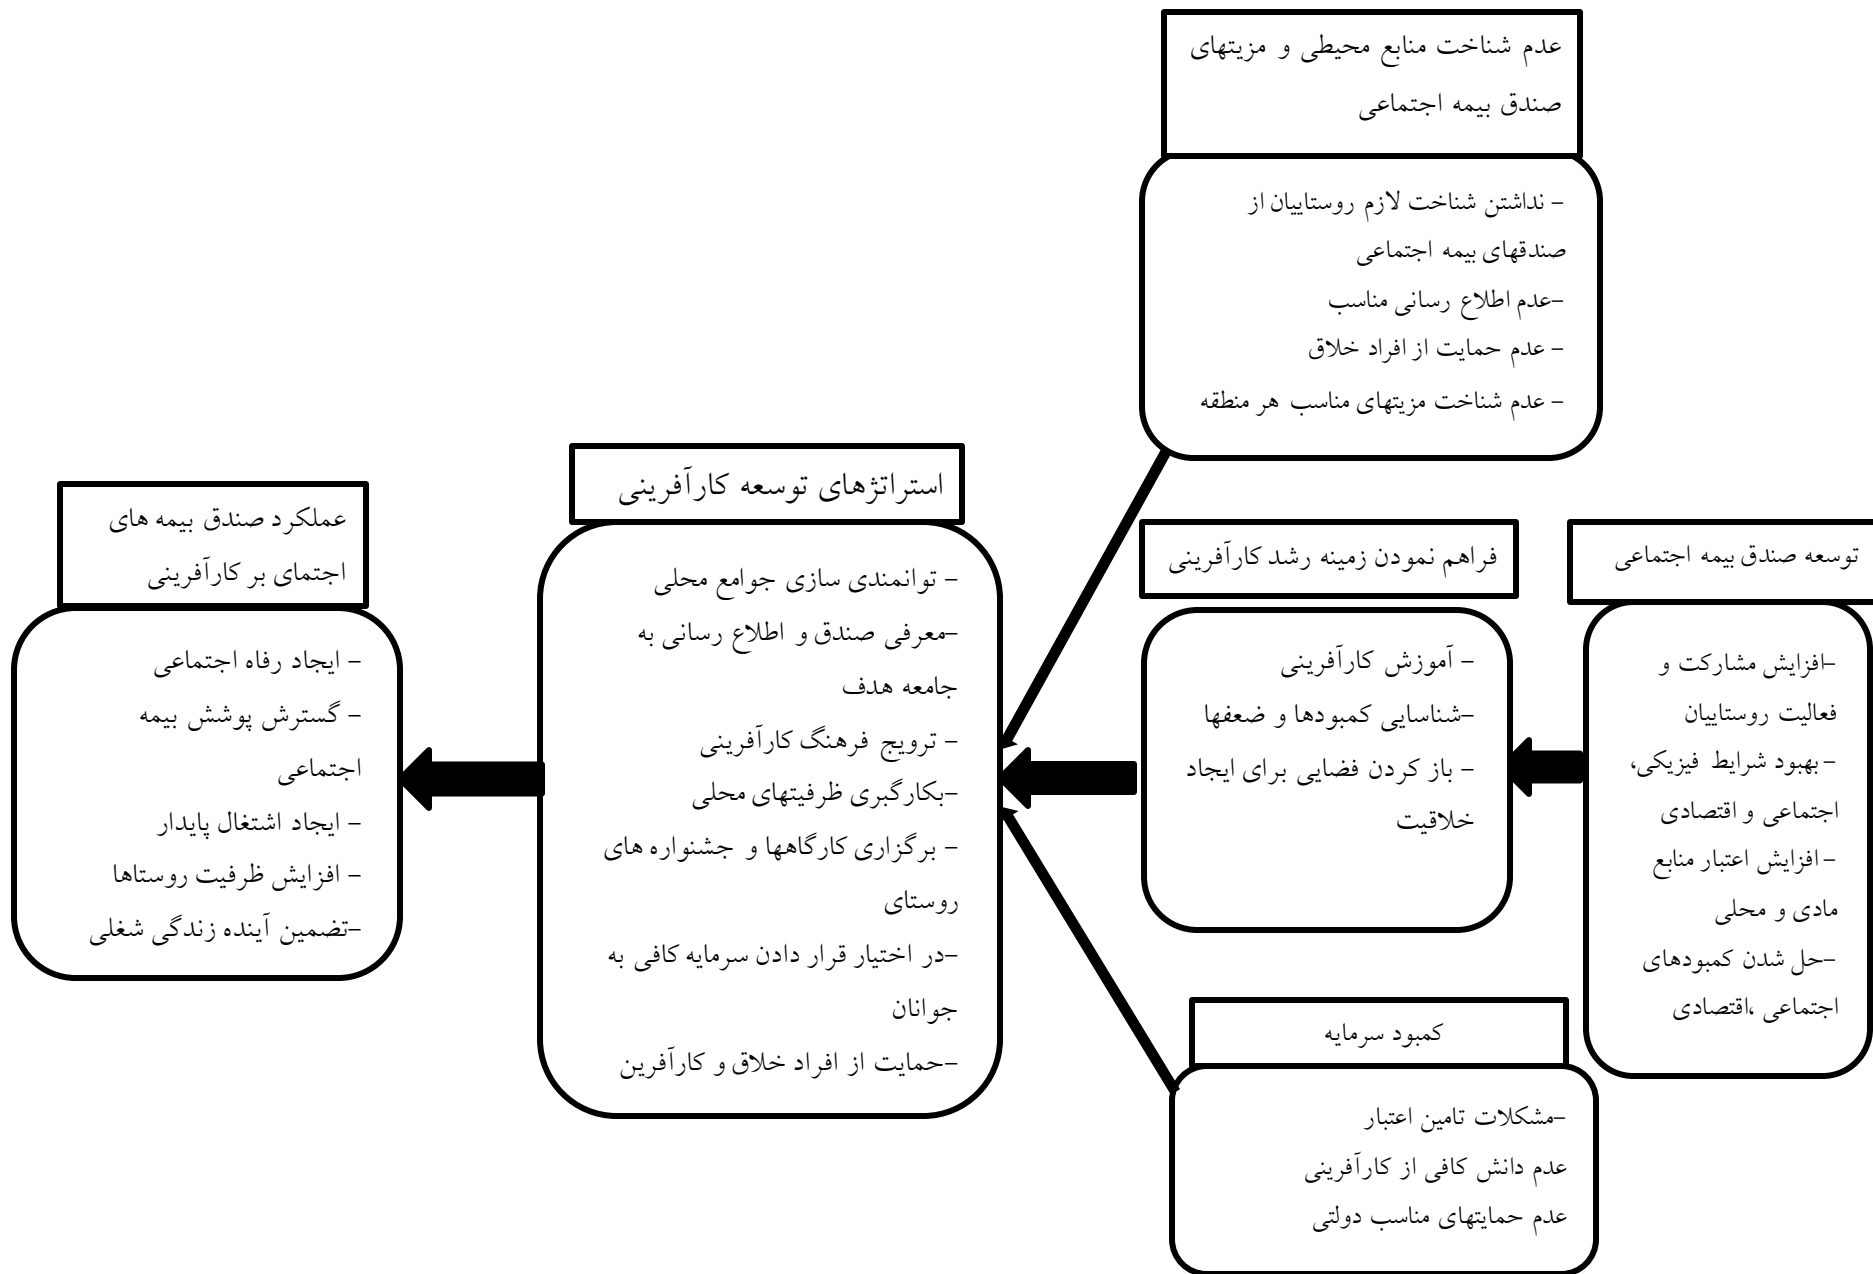 عدم شناخت منابع محیطی و مزیتهای
صندق بیمه اجتماعی
- نداشتن شناخت لازم روستاییان از
صندقهای بیمه اجتماعی
-عدم اطلاع رسانی مناسب
- عدم حمایت از افراد خلاق
- عدم شناخت مزیتهای مناسب هر منطقه
توسعه صندق بیمه اجتماعی
-افزایش مشارکت و
فعالیت روستاییان
- بهبود شرایط فیزیکی،
اجتماعی و اقتصادی
- افزایش اعتبار منابع
مادی و محلی
-حل شدن کمبودهای
اجتماعی ،اقتصادی
فراهم نمودن زمینه رشد کارآفرینی
- آموزش کارآفرینی
-شناسایی کمبودها و ضعفها
- باز کردن فضایی برای ایجاد
خلاقیت
کمبود سرمایه
-مشکلات تامین اعتبار
عدم دانش کافی از کارآفرینی
عدم حمایتهای مناسب دولتی
استراتژهای توسعه کارآفرینی
- توانمندی سازی جوامع محلی
-معرفی صندق و اطلاع رسانی به
جامعه هدف
- ترویج فرهنگ کارآفرینی
-بکارگبری ظرفیتهای محلی
- برگزاری کارگاهها و جشنواره های
روستای
-در اختیار قرار دادن سرمایه کافی به
جوانان
-حمایت از افراد خلاق و کارآفرین
عملکرد صندق بیمه های
اجتمای بر کارآفرینی
- ایجاد رفاه اجتماعی
- گسترش پوشش بیمه
اجتماعی
- ایجاد اشتغال پایدار
- افزایش ظرفیت روستاها
-تضمین آینده زندگی شغلی